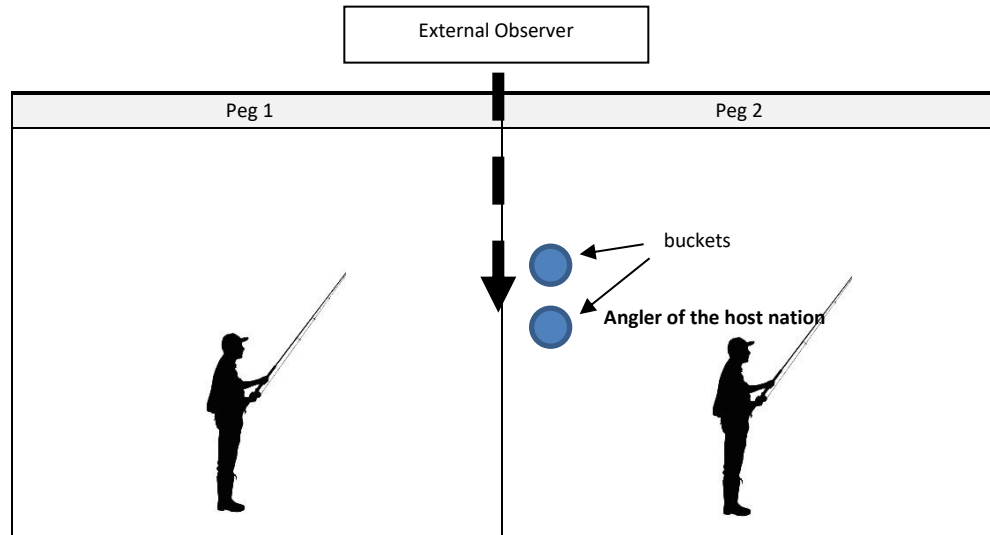 External Observer
Peg 1
Peg 2
buckets
Angler of the host nation